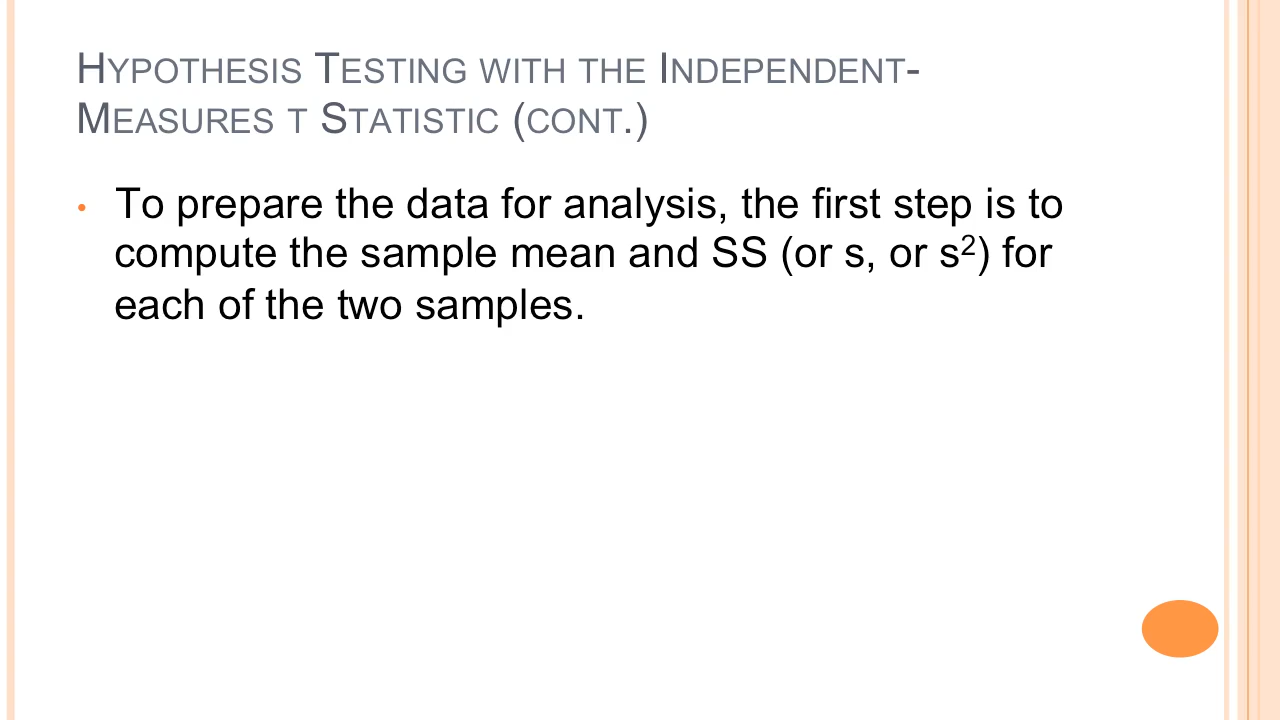 Hypothesis Testing with the Independent-
Measures t Statistic (cont.)
• To prepare the data for analysis, the first step is to
compute the sample mean and SS (or s, or s²) for
each of the two samples.